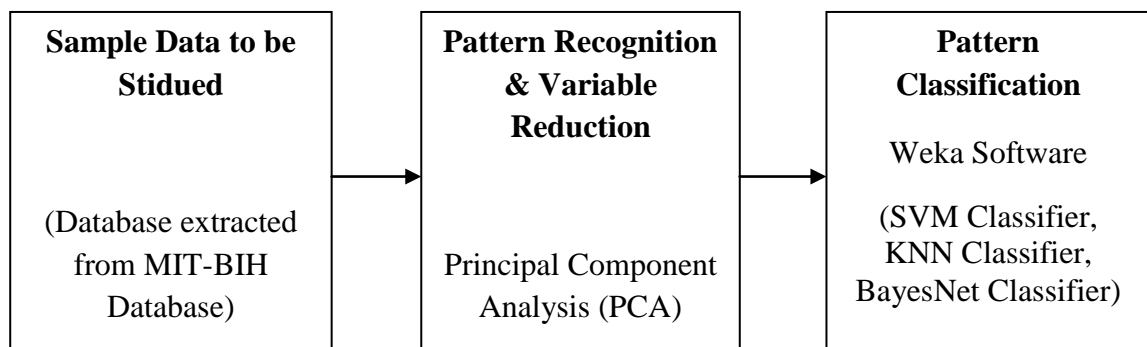 Sample Data to be
Stidued
(Database extracted
from MIT-BIH
Database)
Pattern Recognition
& Variable
Reduction
Principal Component
Analysis (PCA)
Pattern
Classification
Weka Software
(SVM Classifier,
KNN Classifier,
BayesNet Classifier)